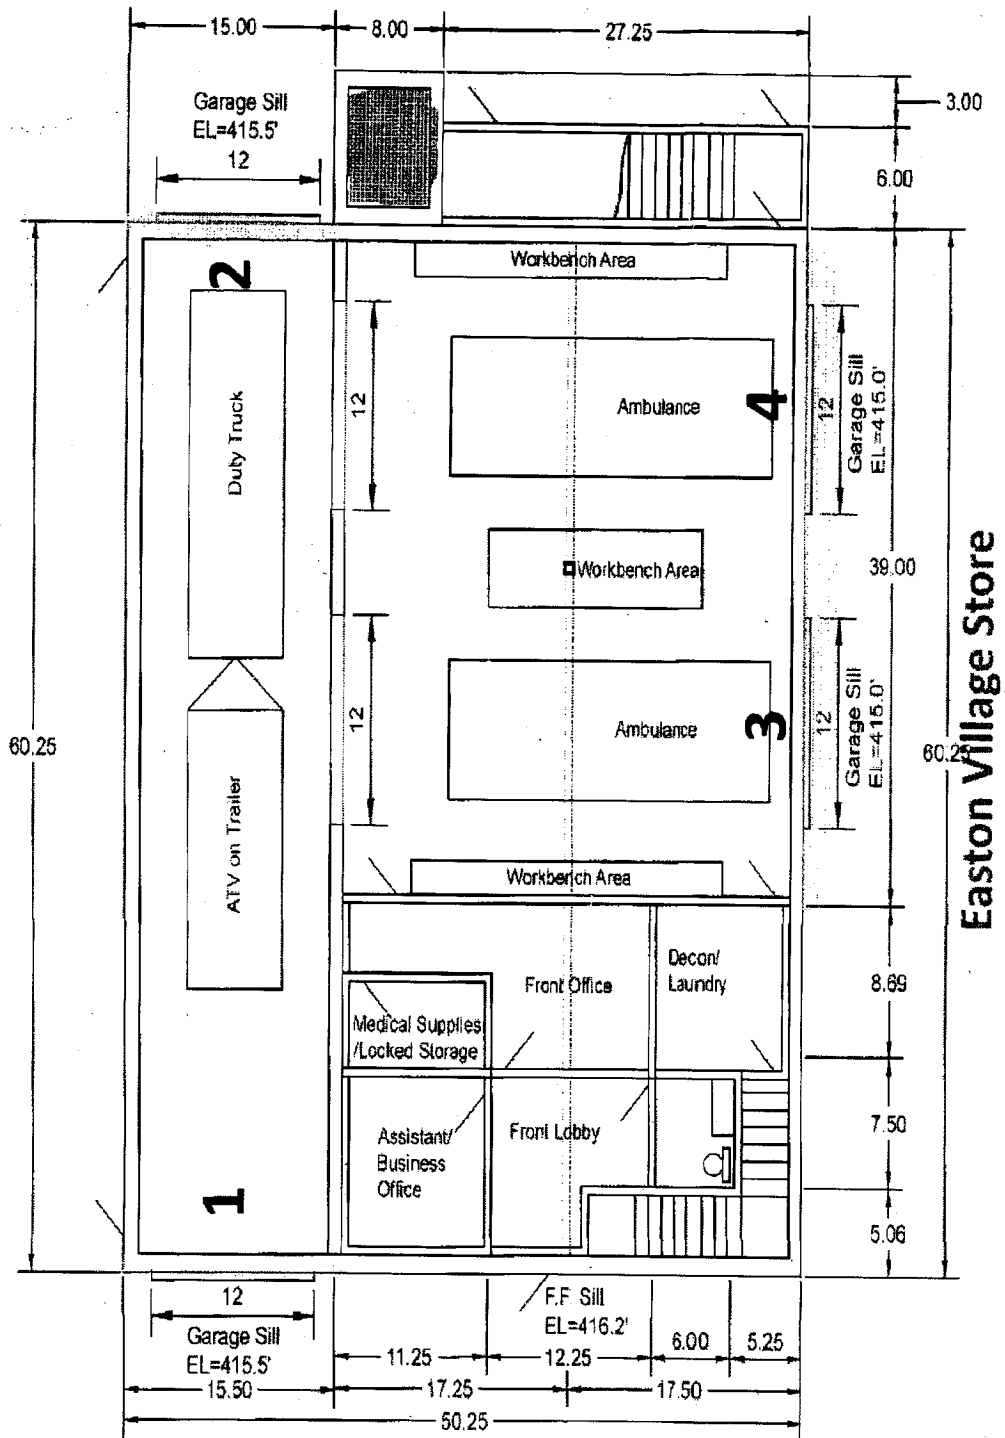 15.00
8.00
27.25
Garage Sill
EL=415.5'
12
3.00
6.00
2
Workbench Area
Duty Truck
12
Ambulance
4
12
Garage Sill
EL=415.0'
Workbench Area
39.00
Easton Village Store
60.25
ATV on Trailer
12
Ambulance
3
12
Garage Sill
EL=415.0'
60.25
Workbench Area
Front Office
Decon/
Laundry
8.69
Medical Supplies
/Locked Storage
1
Assistant/
Business
Office
Front Lobby
7.50
5.06
12
Garage Sill
EL=415.5'
F.F. Sill
EL=416.2'
11.25
12.25
6.00
5.25
15.50
17.25
17.50
50.25